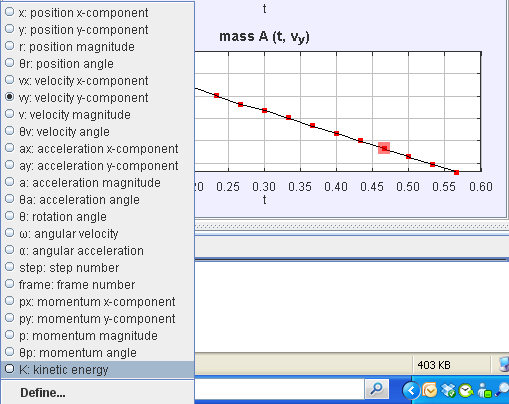 t
mass A (t, vy)
20 0.25 0.30 0.35 0.40 0.45 0.50 0.55 0.60
t
x: position x-component
y: position y-component
r: position magnitude
θr: position angle
vx: velocity x-component
vy: velocity y-component
v: velocity magnitude
θv: velocity angle
ax: acceleration x-component
ay: acceleration y-component
a: acceleration magnitude
θa: acceleration angle
θ: rotation angle
ω: angular velocity
α: angular acceleration
step: step number
frame: frame number
px: momentum x-component
py: momentum y-component
p: momentum magnitude
θp: momentum angle
K: kinetic energy
Define...
403 KB